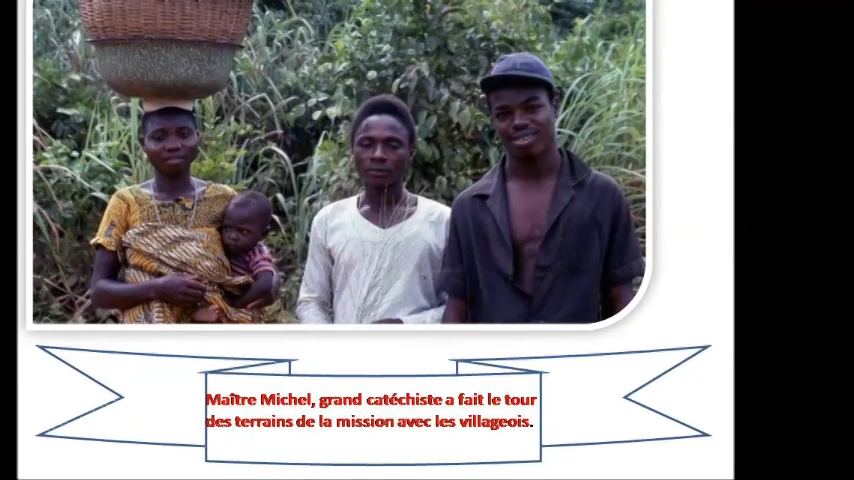 Maître Michel, grand catéchiste a fait le tour
des terrains de la mission avec les villageois.